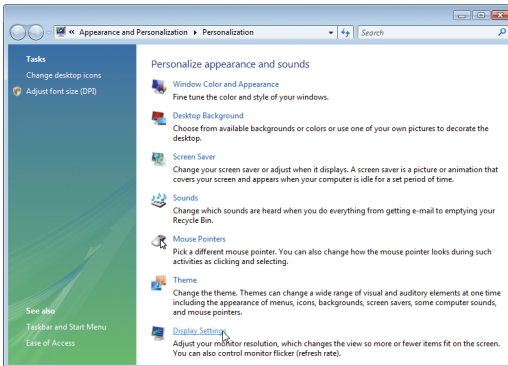 « Appearance and Personalization ▸ Personalization
Search
Tasks
Change desktop icons
Adjust font size (DPI)
See also
Taskbar and Start Menu
Ease of Access
Personalize appearance and sounds
Window Color and Appearance
Fine tune the color and style of your windows.
Desktop Background
Choose from available backgrounds or colors or use one of your own pictures to decorate the
desktop.
Screen Saver
Change your screen saver or adjust when it displays. A screen saver is a picture or animation that
covers your screen and appears when your computer is idle for a set period of time.
Sounds
Change which sounds are heard when you do everything from getting e-mail to emptying your
Recycle Bin.
Mouse Pointers
Pick a different mouse pointer. You can also change how the mouse pointer looks during such
activities as clicking and selecting.
Theme
Change the theme. Themes can change a wide range of visual and auditory elements at one time
including the appearance of menus, icons, backgrounds, screen savers, some computer sounds,
and mouse pointers.
Display Settings
Adjust your monitor resolution, which changes the view so more or fewer items fit on the screen.
You can also control monitor flicker (refresh rate).